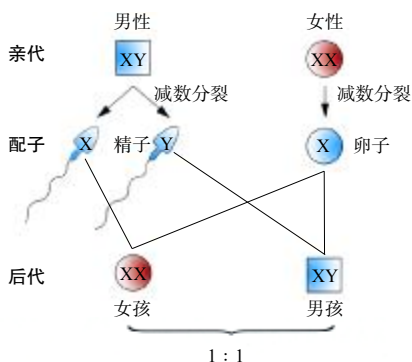 男性 女性
亲代 XY XX
减数分裂 减数分裂
配子 X 精子 Y X 卵子
后代 XX XY
女孩 男孩
1 : 1